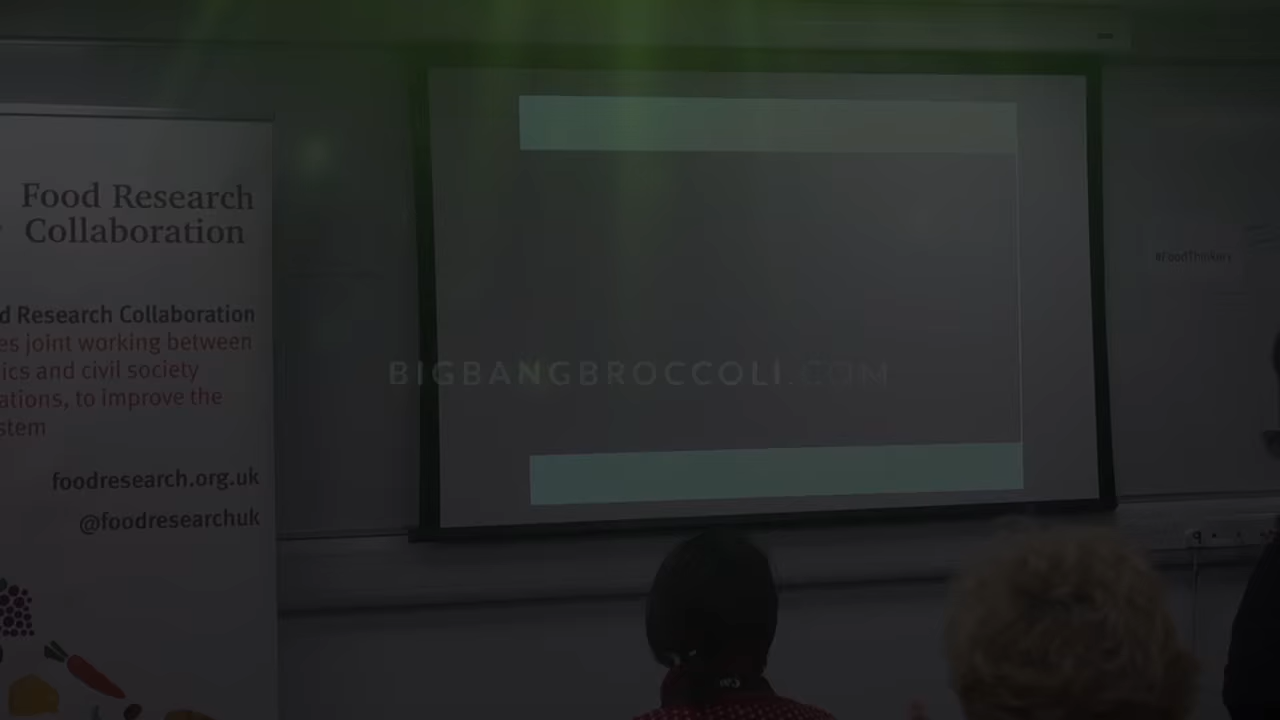 Food Research
Collaboration
d Research Collaboration
es joint working between
ics and civil society
ations, to improve the
stem
foodresearch.org.uk
@foodresearchuk
#FoodThinkers
BIGBANGBROCCOLI.COM